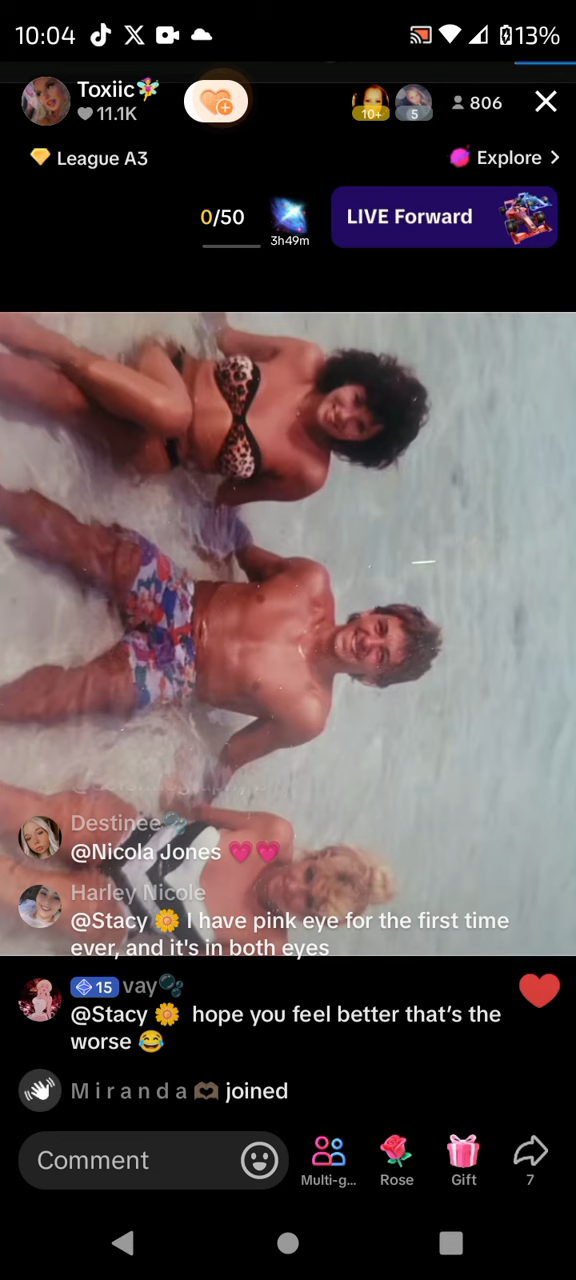 10:04 13%
Toxiic🧚
11.1K
10+ 5 806
League A3 Explore >
0/50 3h49m LIVE Forward
Destinee🫧
@Nicola Jones 💗💗
Harley Nicole
@Stacy 🌼 I have pink eye for the first time
ever, and it's in both eyes
15 vay🫧
@Stacy 🌼 hope you feel better that's the
worse 😂
M i r a n d a 🫶🏾 joined
Comment
Multi-g... Rose Gift 7